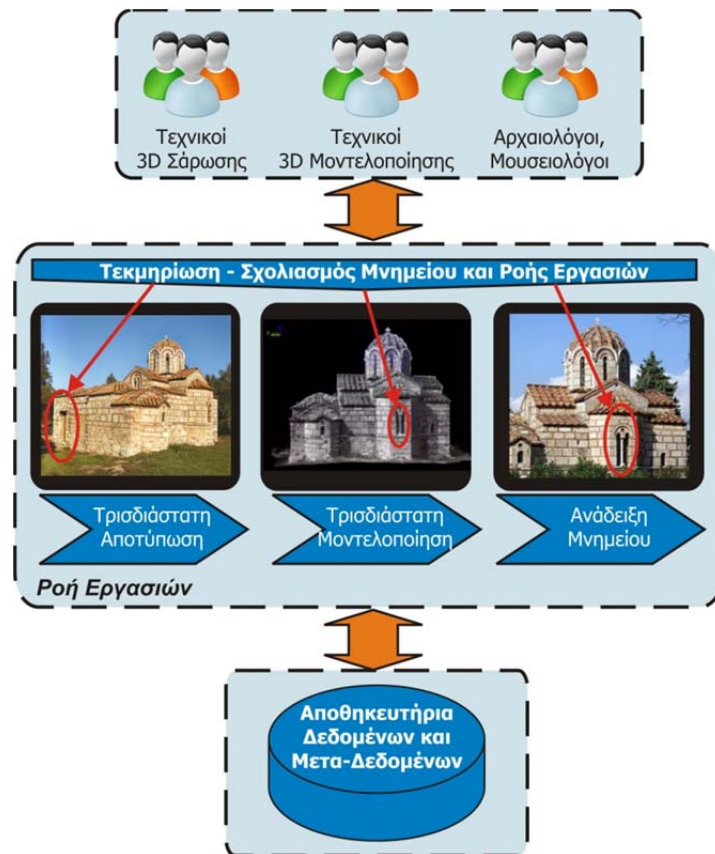 Τεχνικοί
3D Σάρωσης
Τεχνικοί
3D Μοντελοποίησης
Αρχαιολόγοι,
Μουσειολόγοι
Τεκμηρίωση - Σχολιασμός Μνημείου και Ροής Εργασιών
Τρισδιάστατη
Αποτύπωση
Τρισδιάστατη
Μοντελοποίηση
Ανάδειξη
Μνημείου
Ροή Εργασιών
Αποθηκευτήρια
Δεδομένων και
Μετα-Δεδομένων